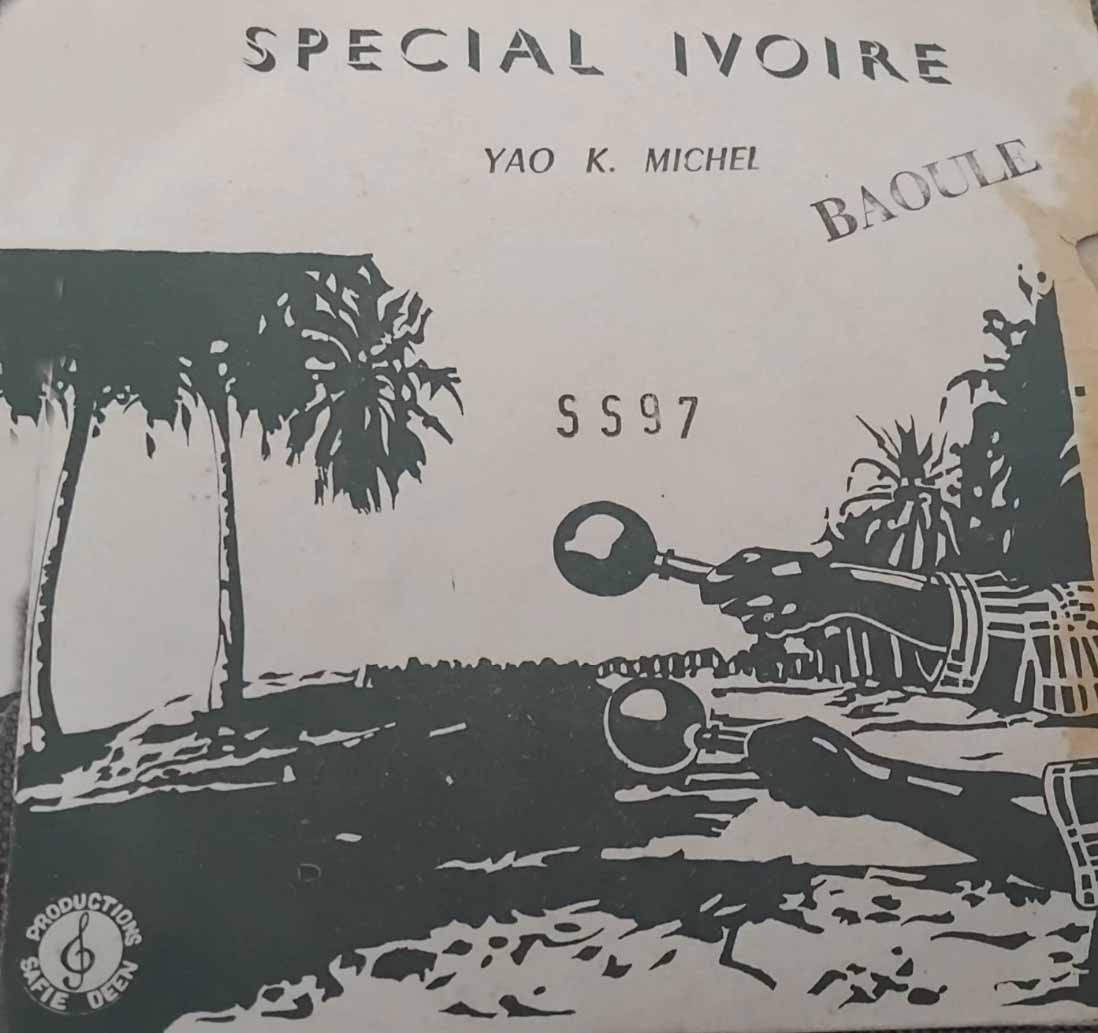 SPECIAL IVOIRE
YAO K. MICHEL
BAOULE
SS97
PRODUCTIONS
SAFIE DEEN